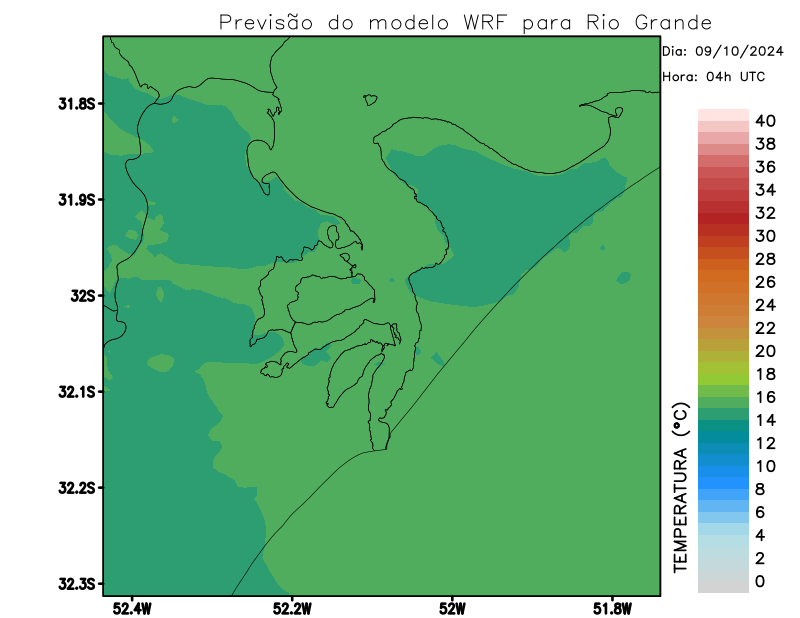 Previsão do modelo WRF para Rio Grande
Dia: 09/10/2024
Hora: 04h UTC
31.8S
31.9S
32S
32.1S
32.2S
32.3S
52.4W
52.2W
52W
51.8W
TEMPERATURA (°C)
40
38
36
34
32
30
28
26
24
22
20
18
16
14
12
10
8
6
4
2
0